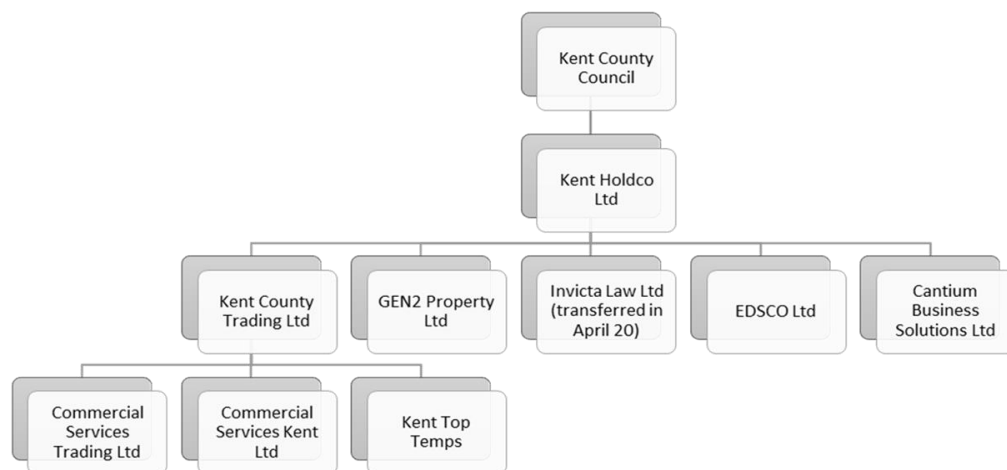 Kent County
Council
Kent Holdco
Ltd
Kent County
Trading Ltd
GEN2 Property
Ltd
Invicta Law Ltd
(transferred in
April 20)
EDSCO Ltd
Cantium
Business
Solutions Ltd
Commercial
Services
Trading Ltd
Commercial
Services Kent
Ltd
Kent Top
Temps